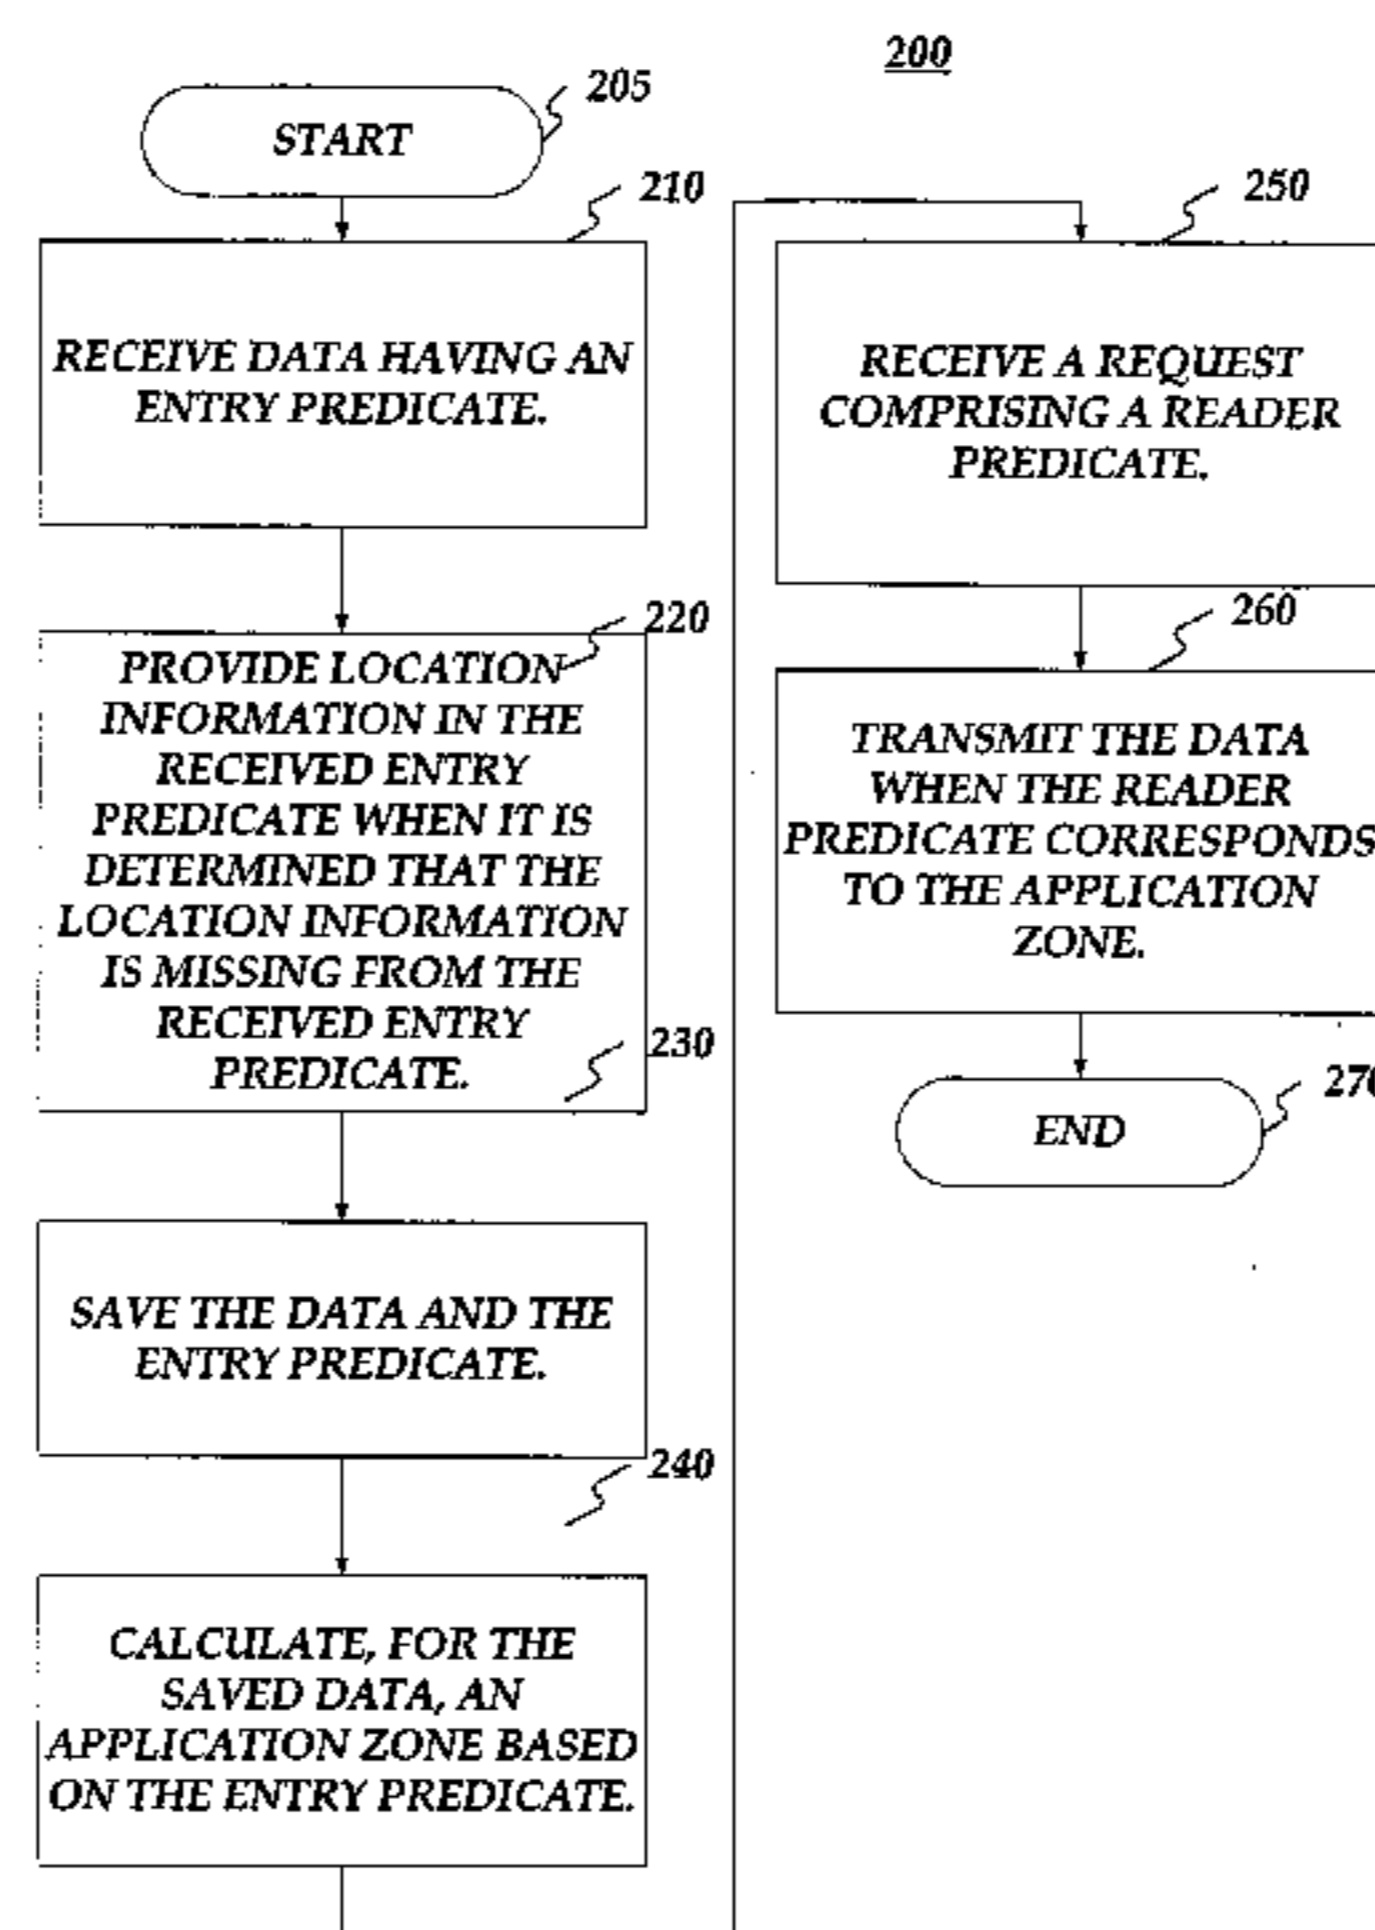 200
205
START
210
RECEIVE DATA HAVING AN
ENTRY PREDICATE.
220
PROVIDE LOCATION
INFORMATION IN THE
RECEIVED ENTRY
PREDICATE WHEN IT IS
DETERMINED THAT THE
LOCATION INFORMATION
IS MISSING FROM THE
RECEIVED ENTRY
PREDICATE.
230
SAVE THE DATA AND THE
ENTRY PREDICATE.
240
CALCULATE, FOR THE
SAVED DATA, AN
APPLICATION ZONE BASED
ON THE ENTRY PREDICATE.
250
RECEIVE A REQUEST
COMPRISING A READER
PREDICATE.
260
TRANSMIT THE DATA
WHEN THE READER
PREDICATE CORRESPONDS
TO THE APPLICATION
ZONE.
270
END